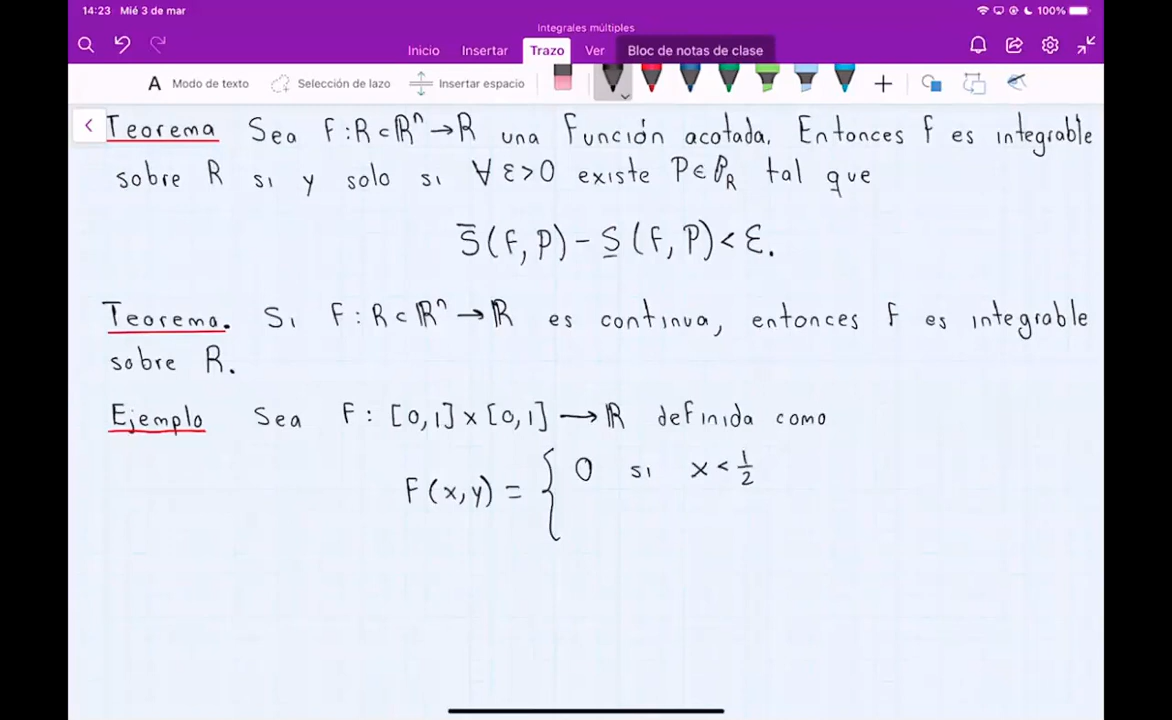 14:23 Mié 3 de mar
100%
Integrales múltiples
Inicio Insertar Trazo Ver Bloc de notas de clase
A Modo de texto Selección de lazo Insertar espacio
Teorema Sea F:R⊂ℝⁿ→ℝ una Función acotada. Entonces F es integrable
sobre R si y solo si ∀ε>0 existe P∈𝒫_R tal que
S̅(F,P)-S̲(F,P)<ε.
Teorema. Si F:R⊂ℝⁿ→ℝ es continua, entonces F es integrable
sobre R.
Ejemplo Sea F: [0,1]x[0,1]→ℝ definida como
F(x,y) = { 0 si x<1/2